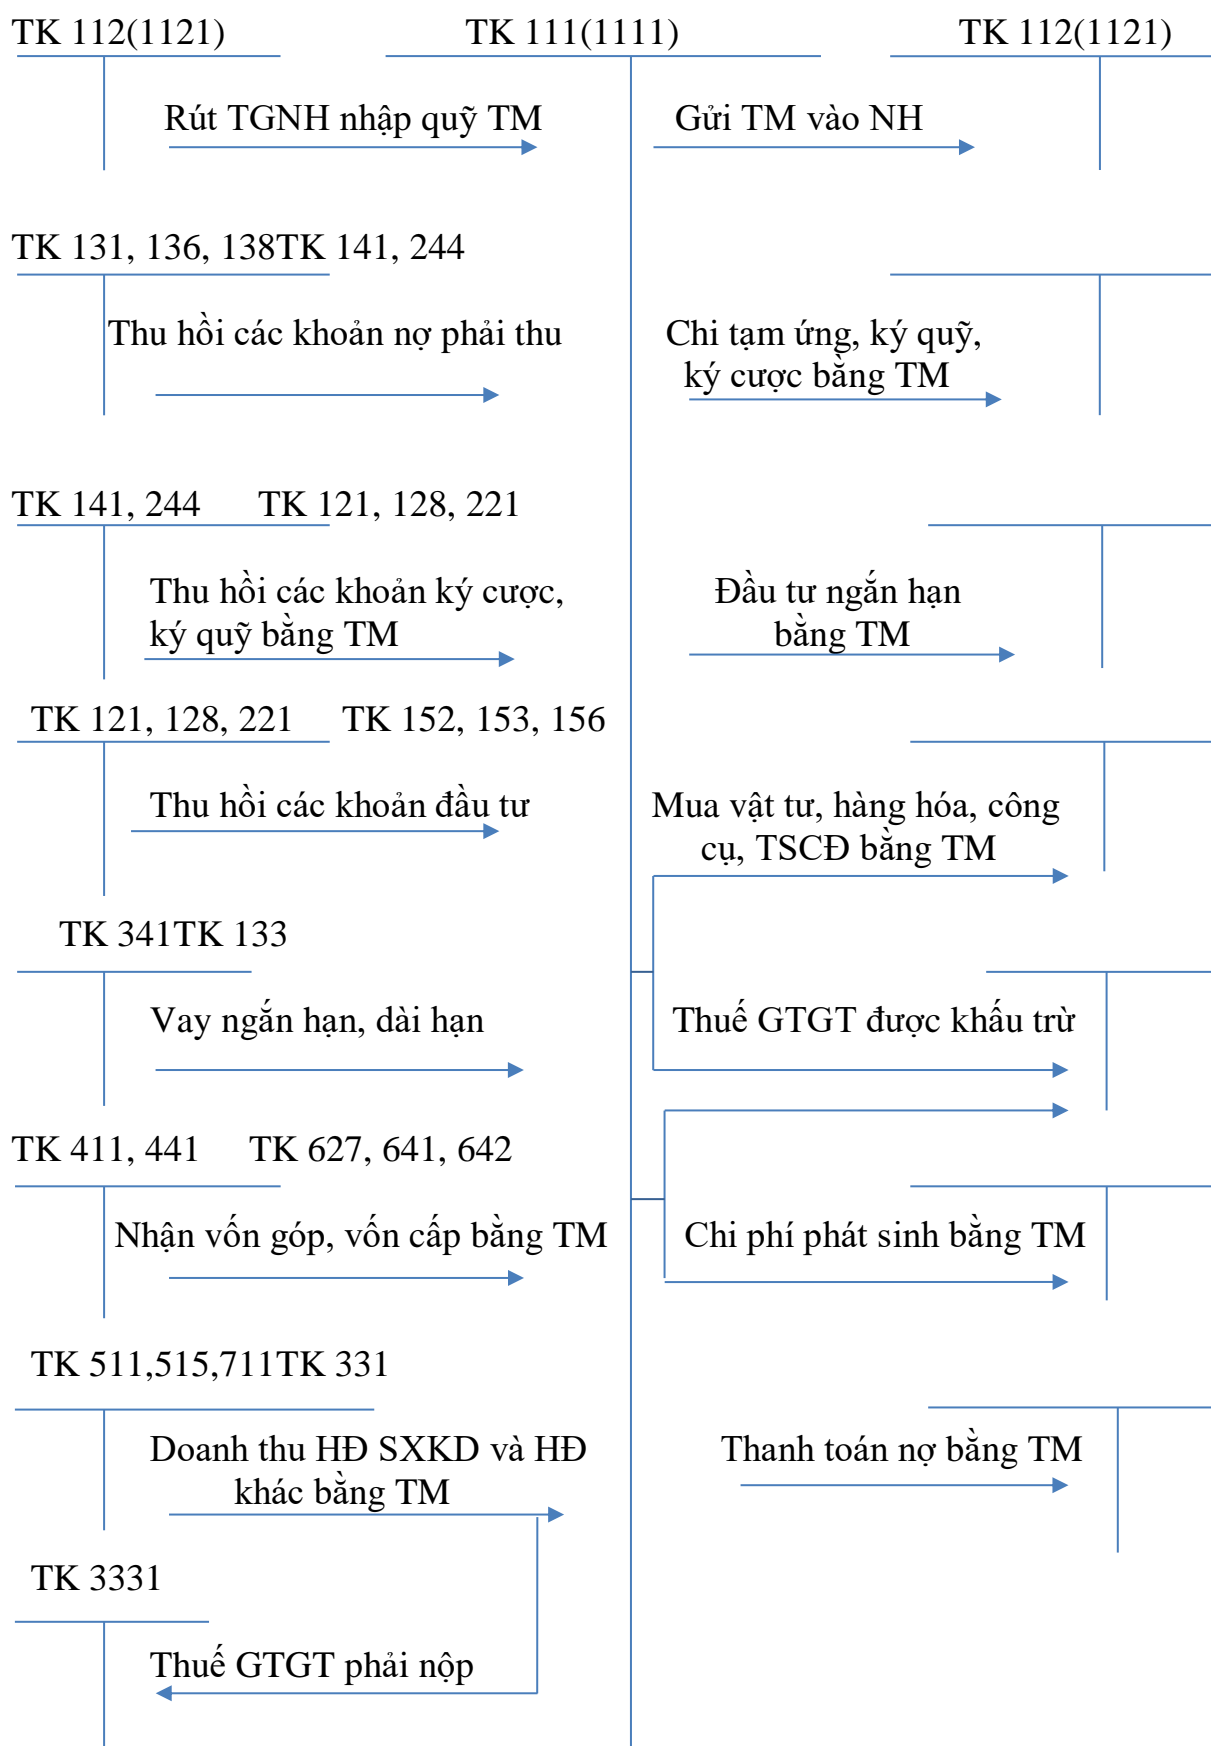 TK 112(1121) TK 111(1111) TK 112(1121)
Rút TGNH nhập quỹ TM Gửi TM vào NH
TK 131, 136, 138TK 141, 244
Thu hồi các khoản nợ phải thu Chi tạm ứng, ký quỹ,
ký cược bằng TM
TK 141, 244 TK 121, 128, 221
Thu hồi các khoản ký cược, Đầu tư ngắn hạn
ký quỹ bằng TM bằng TM
TK 121, 128, 221 TK 152, 153, 156
Thu hồi các khoản đầu tư Mua vật tư, hàng hóa, công
cụ, TSCĐ bằng TM
TK 341TK 133
Vay ngắn hạn, dài hạn Thuế GTGT được khấu trừ
TK 411, 441 TK 627, 641, 642
Nhận vốn góp, vốn cấp bằng TM Chi phí phát sinh bằng TM
TK 511,515,711TK 331
Doanh thu HĐ SXKD và HĐ Thanh toán nợ bằng TM
khác bằng TM
TK 3331
Thuế GTGT phải nộp